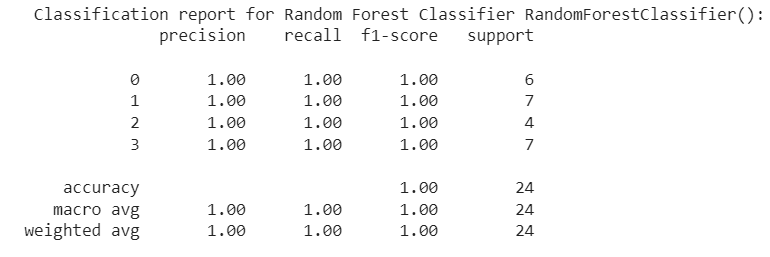 Classification report for Random Forest Classifier RandomForestClassifier():
precision recall f1-score support
0 1.00 1.00 1.00 6
1 1.00 1.00 1.00 7
2 1.00 1.00 1.00 4
3 1.00 1.00 1.00 7
accuracy 1.00 24
macro avg 1.00 1.00 1.00 24
weighted avg 1.00 1.00 1.00 24